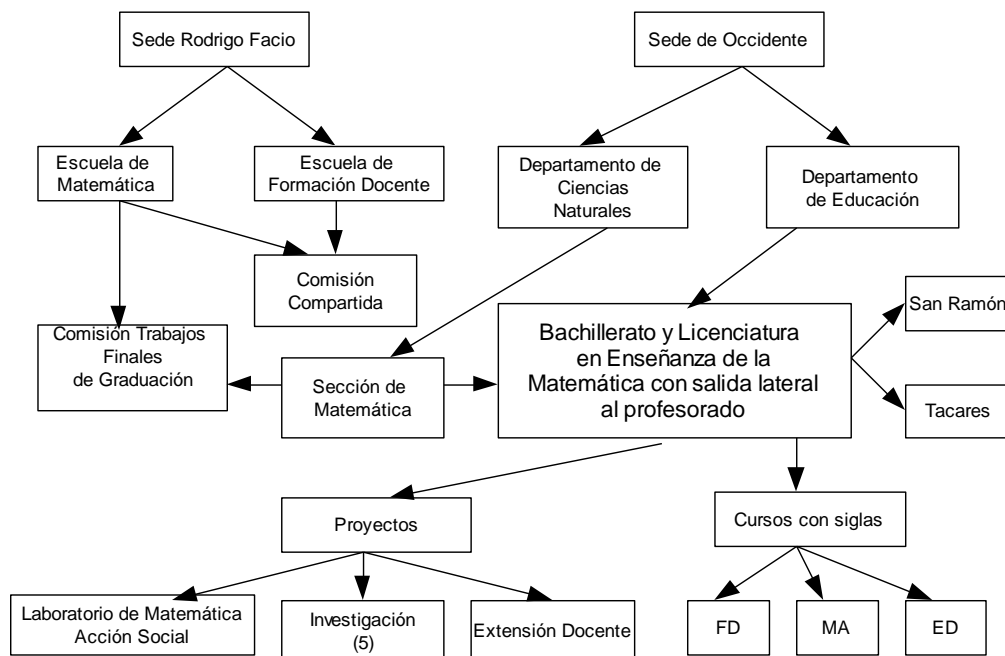 Sede Rodrigo Facio
Sede de Occidente
Escuela de
Matemática
Escuela de
Formación Docente
Departamento de
Ciencias
Naturales
Departamento
de Educación
Comisión
Compartida
San Ramón
Comisión Trabajos
Finales
de Graduación
Sección de
Matemática
Bachillerato y Licenciatura
en Enseñanza de la
Matemática con salida lateral
al profesorado
Tacares
Proyectos
Cursos con siglas
Laboratorio de Matemática
Acción Social
Investigación
(5)
Extensión Docente
FD
MA
ED